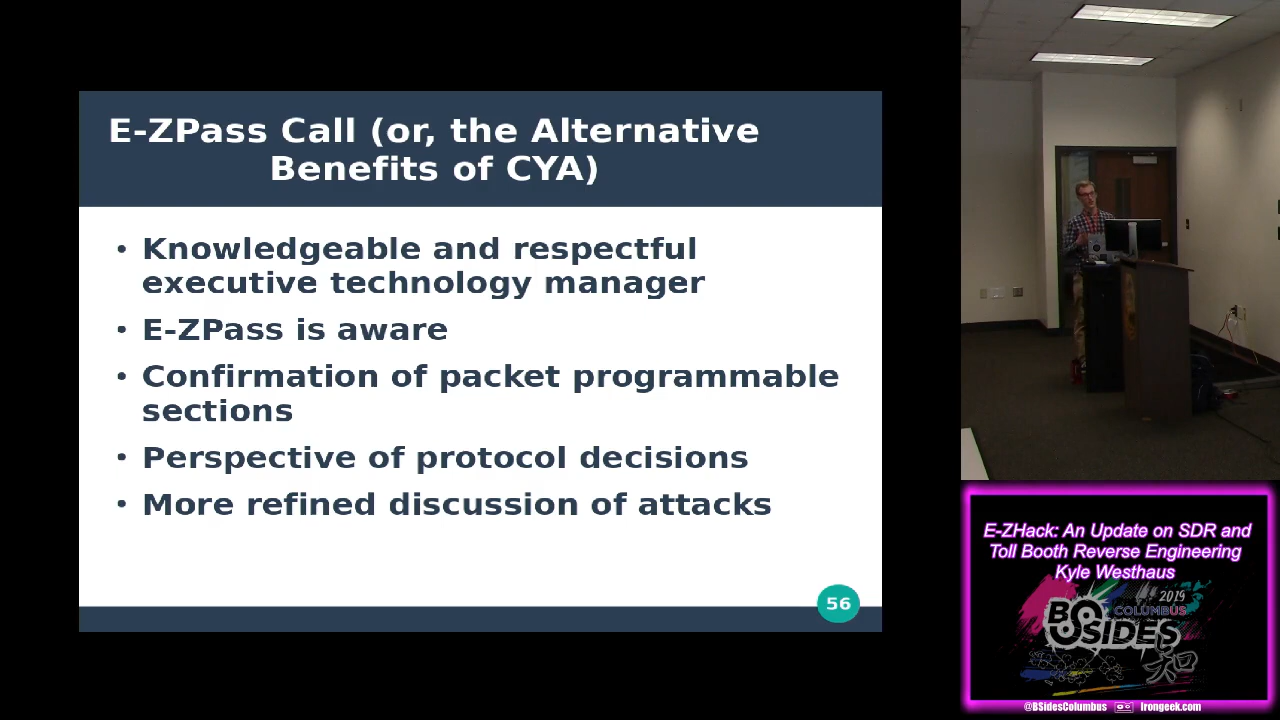 E-ZPass Call (or, the Alternative
Benefits of CYA)
• Knowledgeable and respectful
executive technology manager
• E-ZPass is aware
• Confirmation of packet programmable
sections
• Perspective of protocol decisions
• More refined discussion of attacks
56
E-ZHack: An Update on SDR and
Toll Booth Reverse Engineering
Kyle Westhaus
2019
COLUMBUS
BSIDES
@BSidesColumbus
Irongeek.com